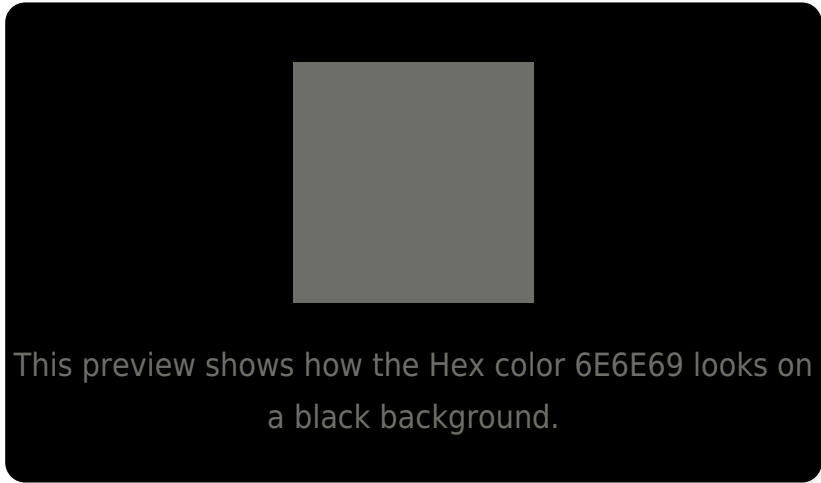 This preview shows how the Hex color 6E6E69 looks on
a black background.